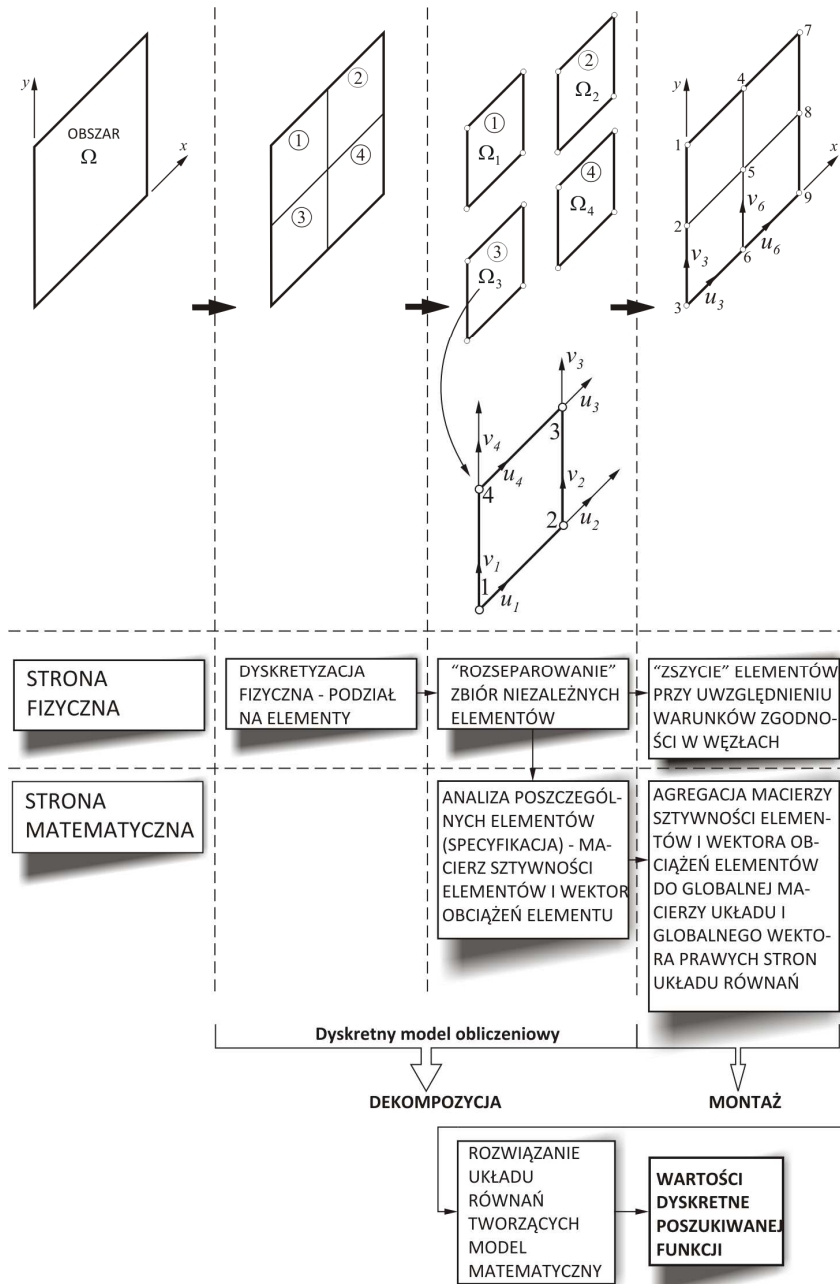 y
OBSZAR
Ω
x
①
②
③
④
①
Ω1
②
Ω2
③
Ω3
④
Ω4
v3
u3
v4
u4
3
4
v2
2
u2
v1
1
u1
y
x
1
2
3
4
5
6
7
8
9
v3
u3
v6
u6
STRONA
FIZYCZNA
DYSKRETYZACJA
FIZYCZNA - PODZIAŁ
NA ELEMENTY
“ROZSEPAROWANIE”
ZBIÓR NIEZALEŻNYCH
ELEMENTÓW
“ZSZYCIE” ELEMENTÓW
PRZY UWZGLĘDNIENIU
WARUNKÓW ZGODNO-
ŚCI W WĘZŁACH
STRONA
MATEMATYCZNA
ANALIZA POSZCZEGÓL-
NYCH ELEMENTÓW
(SPECYFIKACJA) - MA-
CIERZ SZTYWNOŚCI
ELEMENTÓW I WEKTOR
OBCIĄŻEŃ ELEMENTU
AGREGACJA MACIERZY
SZTYWNOŚCI ELEMEN-
TÓW I WEKTORA OB-
CIĄŻEŃ ELEMENTÓW
DO GLOBALNEJ MA-
CIERZY UKŁADU I
GLOBALNEGO WEKTO-
RA PRAWYCH STRON
UKŁADU RÓWNAŃ
Dyskretny model obliczeniowy
DEKOMPOZYCJA
MONTAŻ
ROZWIĄZANIE
UKŁADU
RÓWNAŃ
TWORZĄCYCH
MODEL
MATEMATYCZNY
WARTOŚCI
DYSKRETNE
POSZUKIWANEJ
FUNKCJI